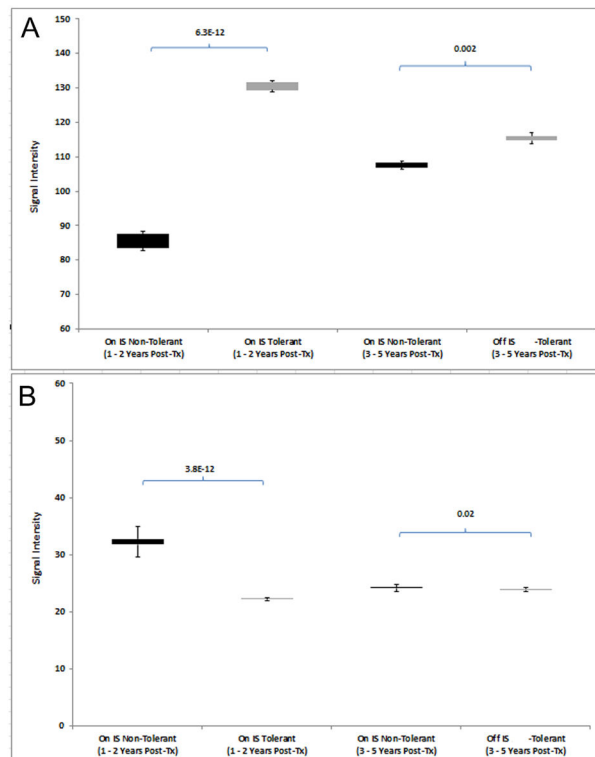 A
150
6.3E-12
140
0.002
130
120
110
100
90
80
70
60
Signal Intensity
On IS Non-Tolerant
(1 - 2 Years Post-Tx)
On IS Tolerant
(1 - 2 Years Post-Tx)
On IS Non-Tolerant
(3 - 5 Years Post-Tx)
Off IS -Tolerant
(3 - 5 Years Post-Tx)
B
60
50
3.8E-12
40
0.02
30
20
10
0
Signal Intensity
On IS Non-Tolerant
(1 - 2 Years Post-Tx)
On IS Tolerant
(1 - 2 Years Post-Tx)
On IS Non-Tolerant
(3 - 5 Years Post-Tx)
Off IS -Tolerant
(3 - 5 Years Post-Tx)